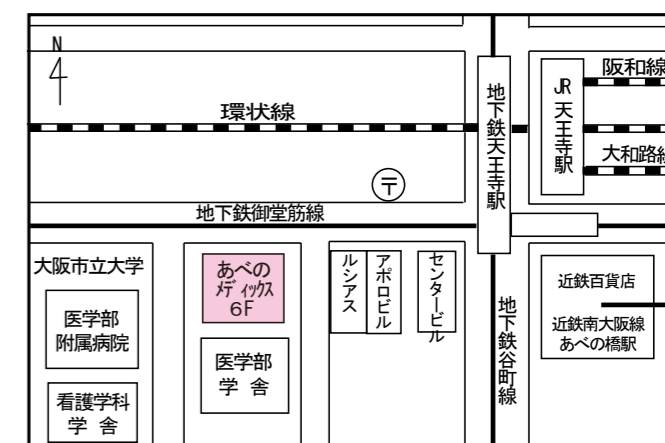 N
阪和線
環状線
JR
天王寺駅
地下鉄天王寺駅
大和路線
〒
地下鉄御堂筋線
大阪市立大学
医学部
附属病院
看護学科
学 舎
あべの
メディックス
6F
医学部
学 舎
ルシアス
アポロビル
センタービル
地下鉄谷町線
近鉄百貨店
近鉄南大阪線
あべの橋駅